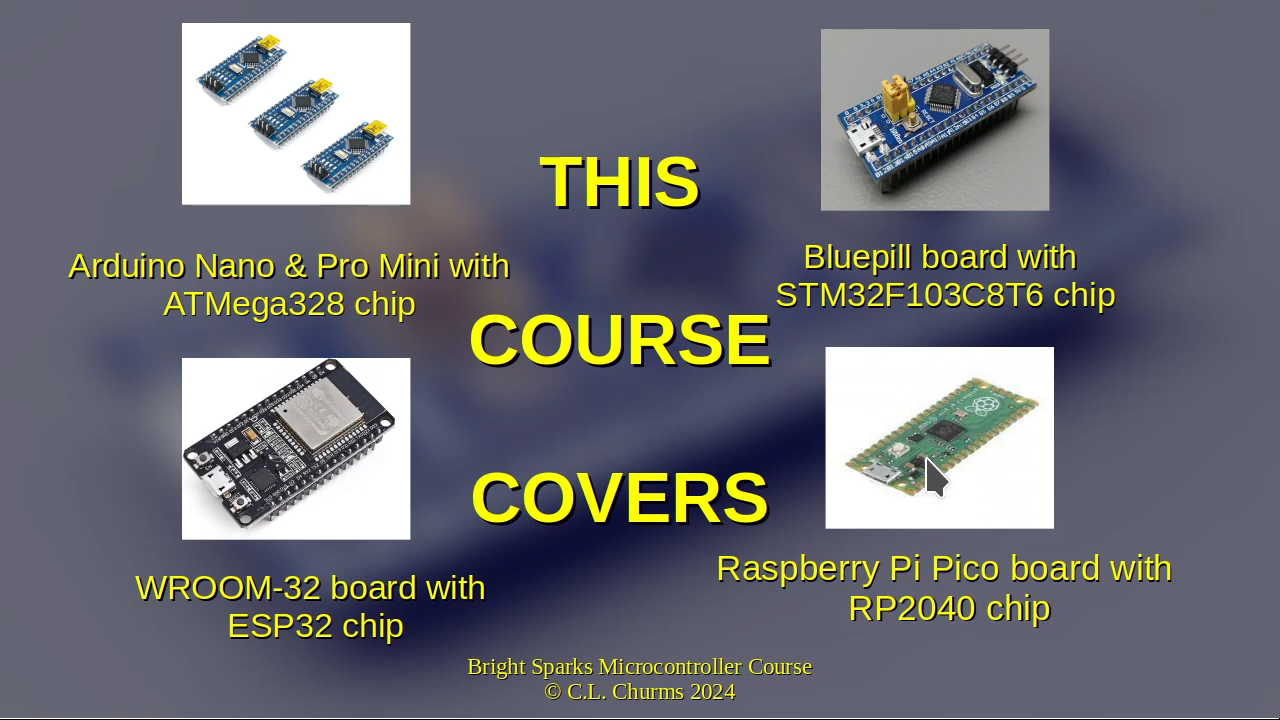 THIS
COURSE
COVERS
Arduino Nano & Pro Mini with
ATMega328 chip
Bluepill board with
STM32F103C8T6 chip
WROOM-32 board with
ESP32 chip
Raspberry Pi Pico board with
RP2040 chip
Bright Sparks Microcontroller Course
© C.L. Churms 2024